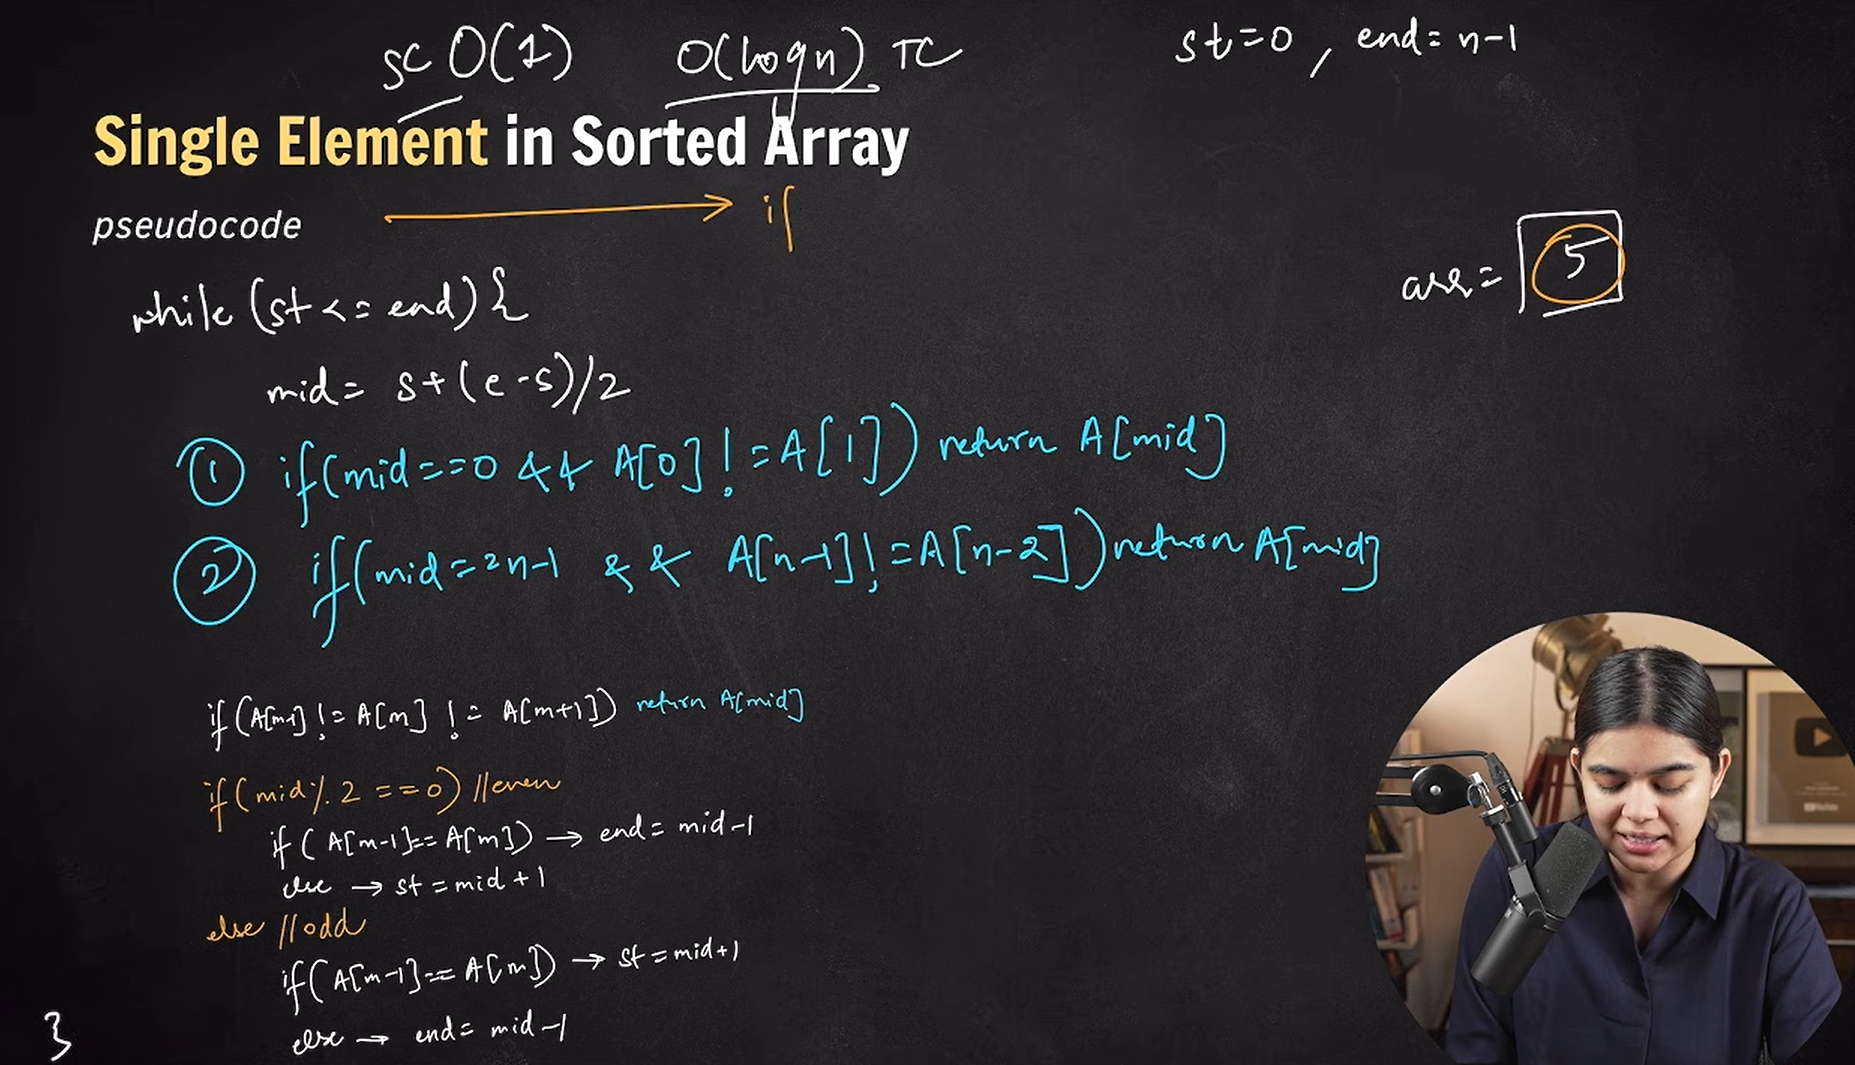 SC O(1) O(logn) TC
st=0 , end=n-1
Single Element in Sorted Array
pseudocode → if
arr = 5
while (st <= end) {
mid = s+(e-s)/2
① if(mid==0 && A[0] != A[1]) return A[mid]
② if(mid==n-1 && A[n-1] != A[n-2]) return A[mid]
if(A[m-1] != A[m] != A[m+1]) return A[mid]
if(mid%2 ==0) //even
if(A[m-1]==A[m]) → end=mid-1
else → st=mid+1
else //odd
if(A[m-1]==A[m]) → st=mid+1
else → end=mid-1
}